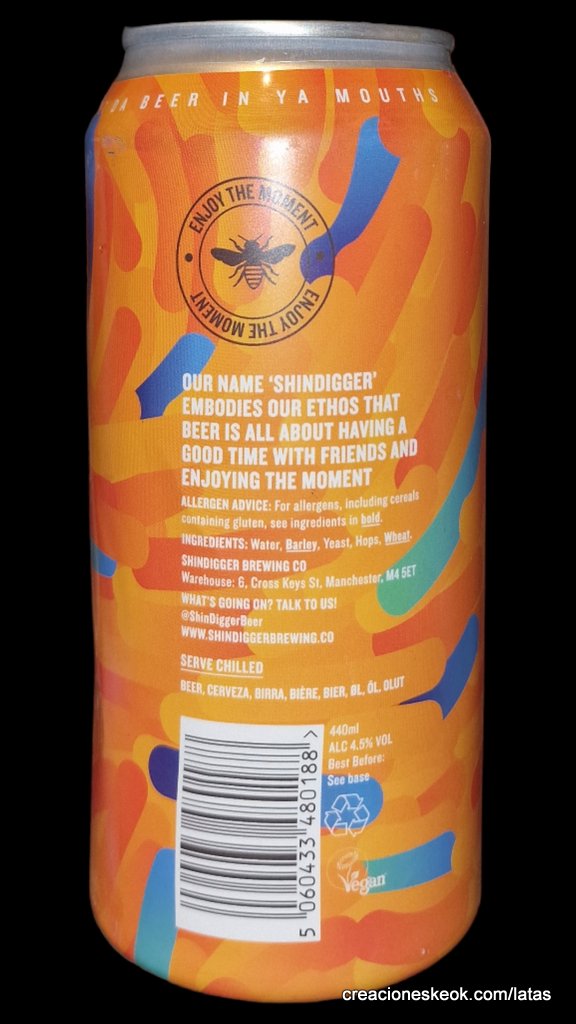 DA BEER IN YA MOUTHS
ENJOY THE MOMENT
ENJOY THE MOMENT
OUR NAME ‘SHINDIGGER’
EMBODIES OUR ETHOS THAT
BEER IS ALL ABOUT HAVING A
GOOD TIME WITH FRIENDS AND
ENJOYING THE MOMENT
ALLERGEN ADVICE: For allergens, including cereals
containing gluten, see ingredients in bold.
INGREDIENTS: Water, Barley, Yeast, Hops, Wheat.
SHINDIGGER BREWING CO
Warehouse: 6, Cross Keys St, Manchester, M4 5ET
WHAT'S GOING ON? TALK TO US!
@ShinDiggerBeer
WWW.SHINDIGGERBREWING.CO
SERVE CHILLED
BEER, CERVEZA, BIRRA, BIÈRE, BIER, ØL, ÖL, OLUT
440ml
ALC 4.5% VOL
Best Before:
See base
5 060433 480188 >
Vegan
creacioneskeok.com/latas